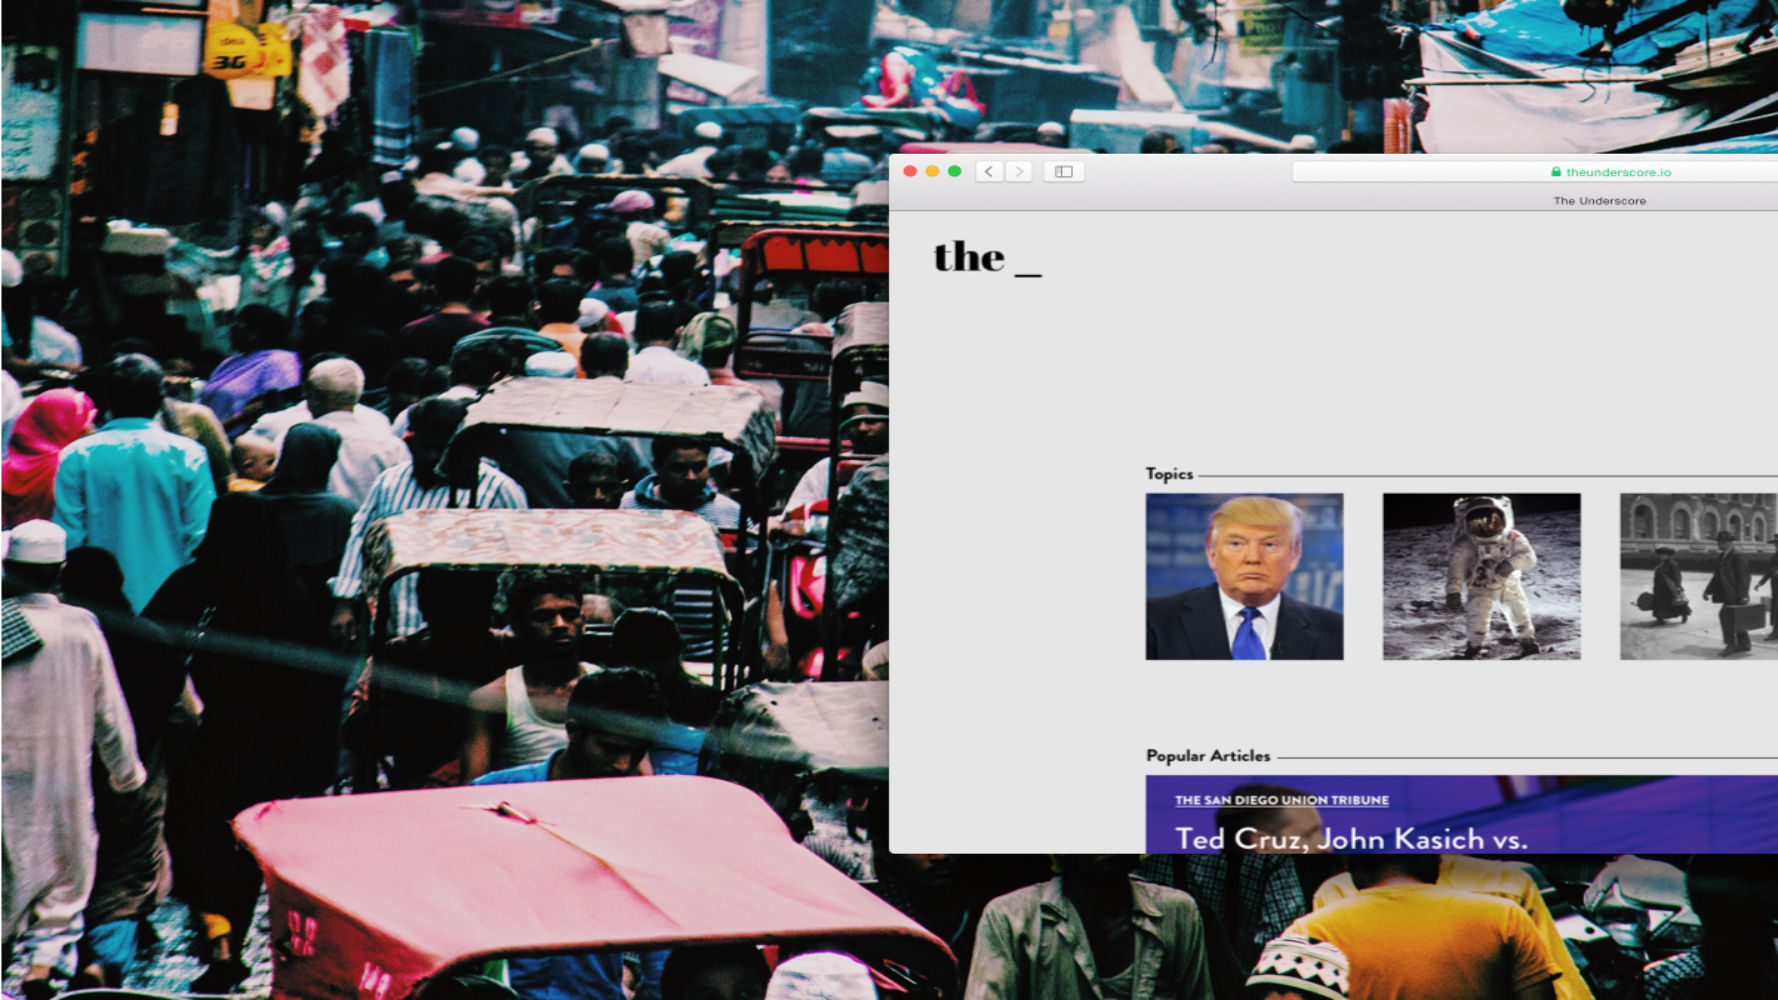 idea
3G
theunderscore.io
The Underscore
the _
Topics
Popular Articles
THE SAN DIEGO UNION TRIBUNE
Ted Cruz, John Kasich vs.